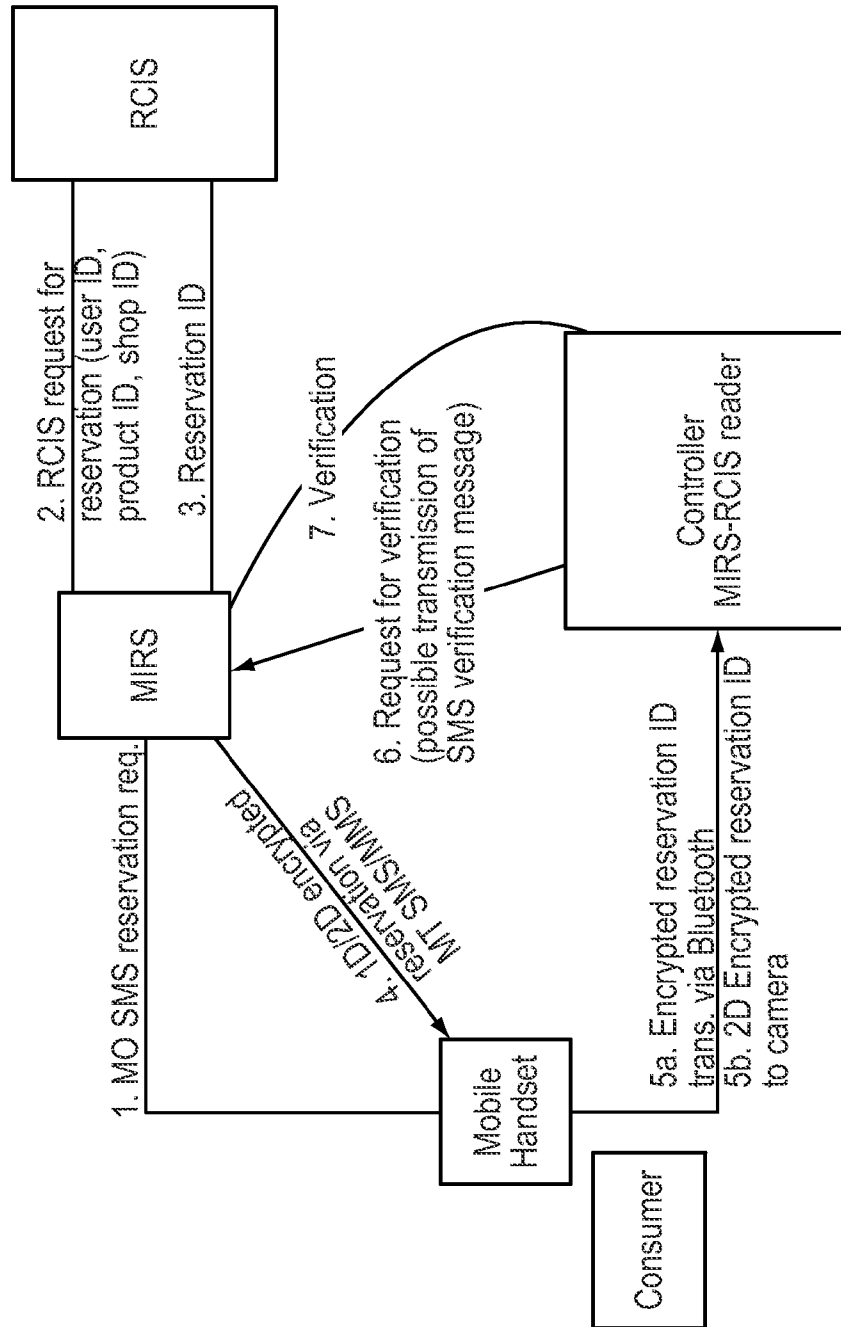 RCIS
2. RCIS request for
reservation (user ID,
product ID, shop ID)
3. Reservation ID
MIRS
1. MO SMS reservation req.
7. Verification
6. Request for verification
(possible transmission of
SMS verification message)
4. 1D/2D encrypted
reservation via
MT SMS/MMS
Controller
MIRS-RCIS reader
Mobile
Handset
5a. Encrypted reservation ID
trans. via Bluetooth
5b. 2D Encrypted reservation ID
to camera
Consumer